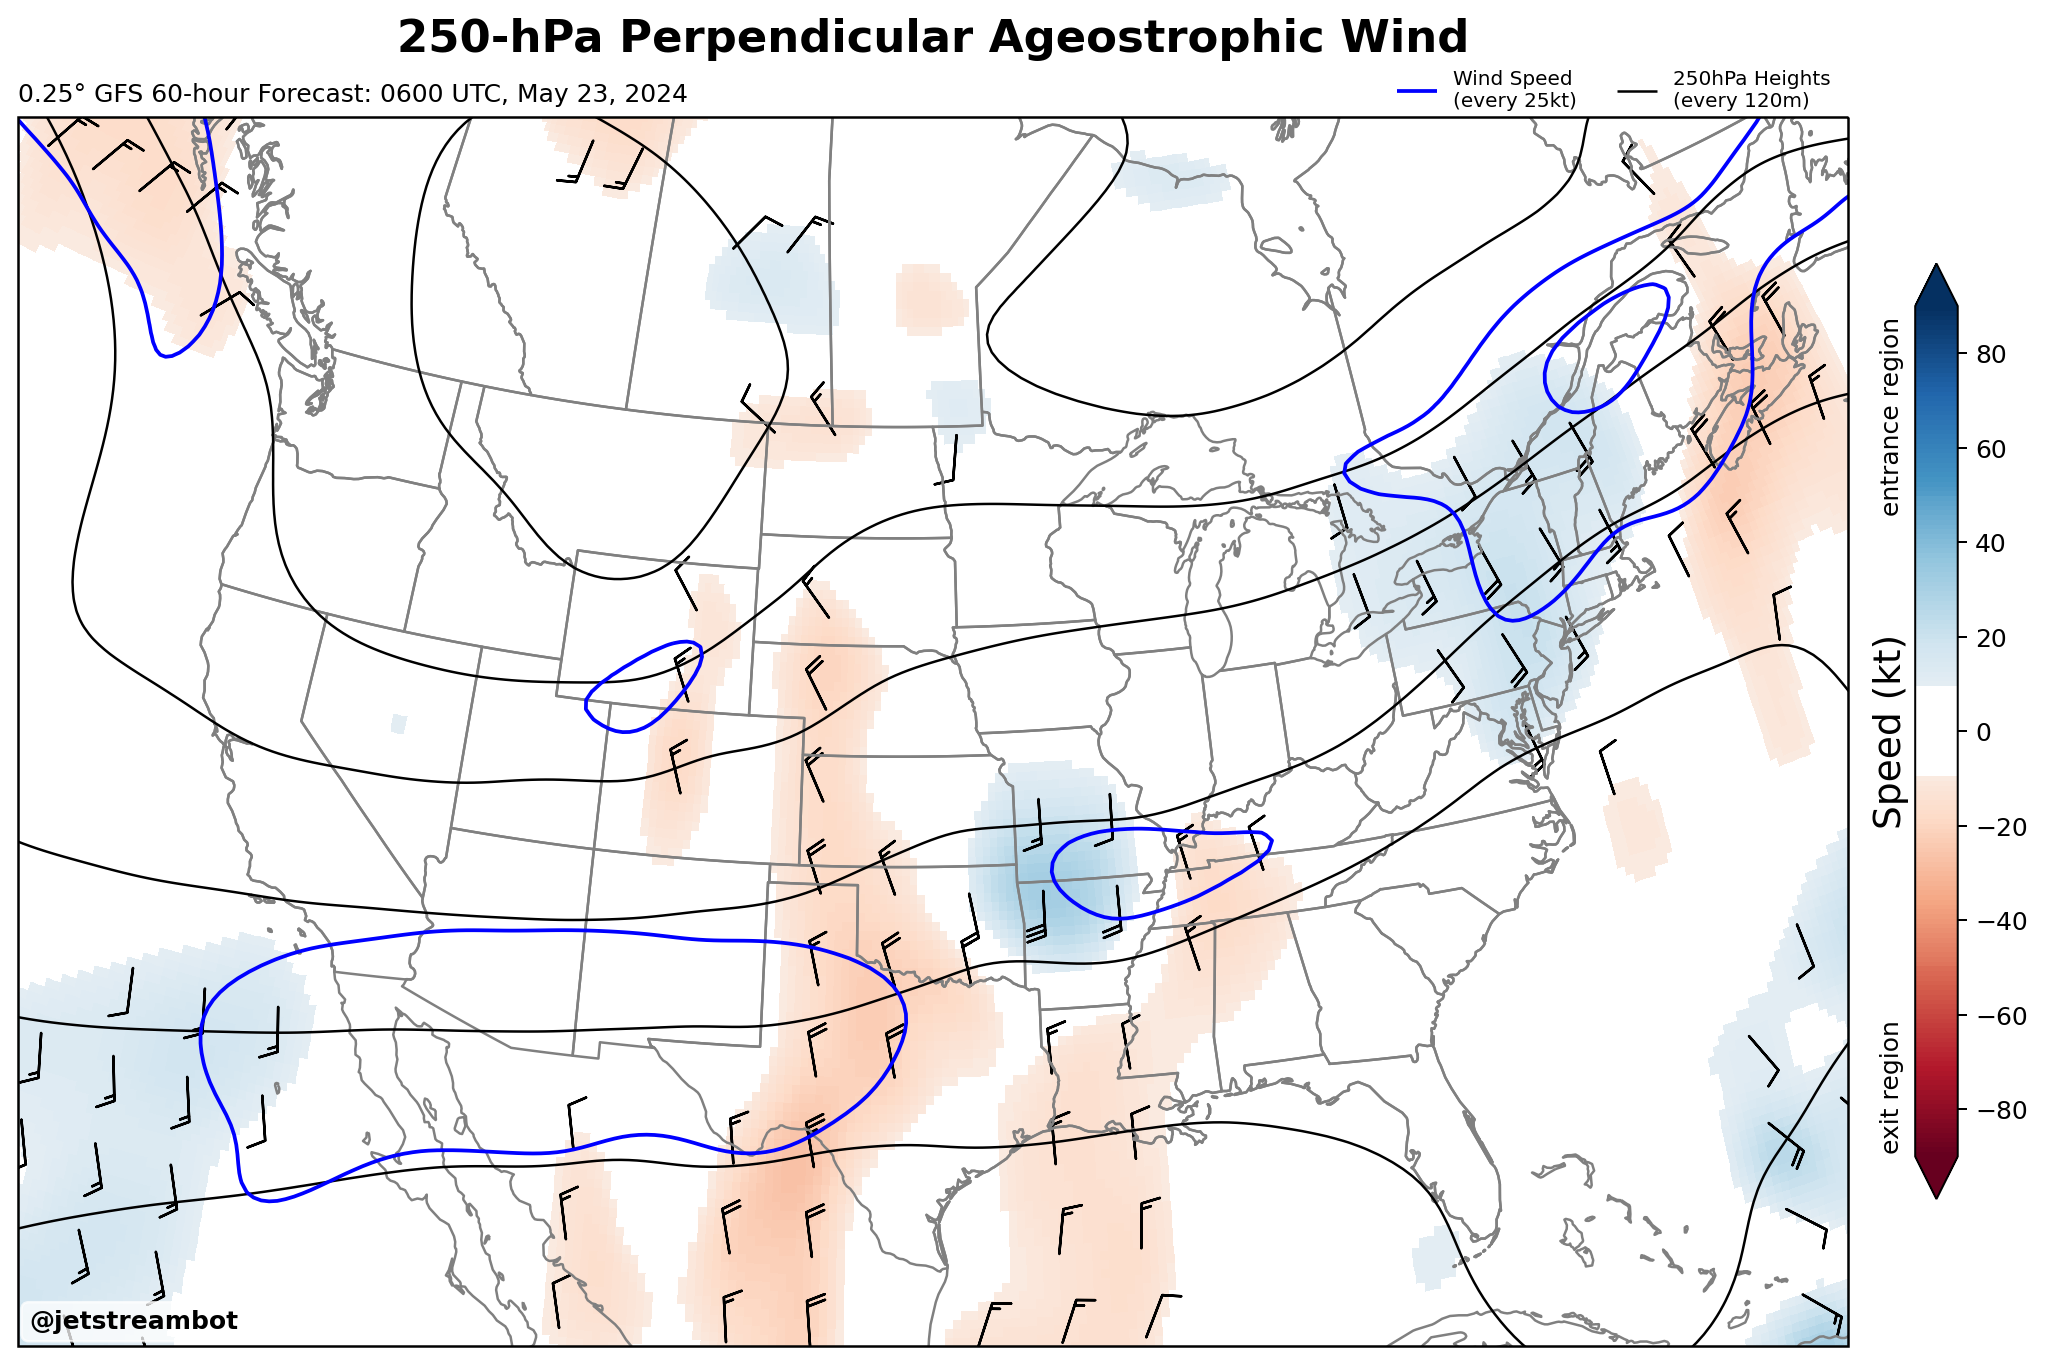 250-hPa Perpendicular Ageostrophic Wind
0.25° GFS 60-hour Forecast: 0600 UTC, May 23, 2024
Wind Speed
(every 25kt)
250hPa Heights
(every 120m)
entrance region
Speed (kt)
exit region
80
60
40
20
0
−20
−40
−60
−80
@jetstreambot